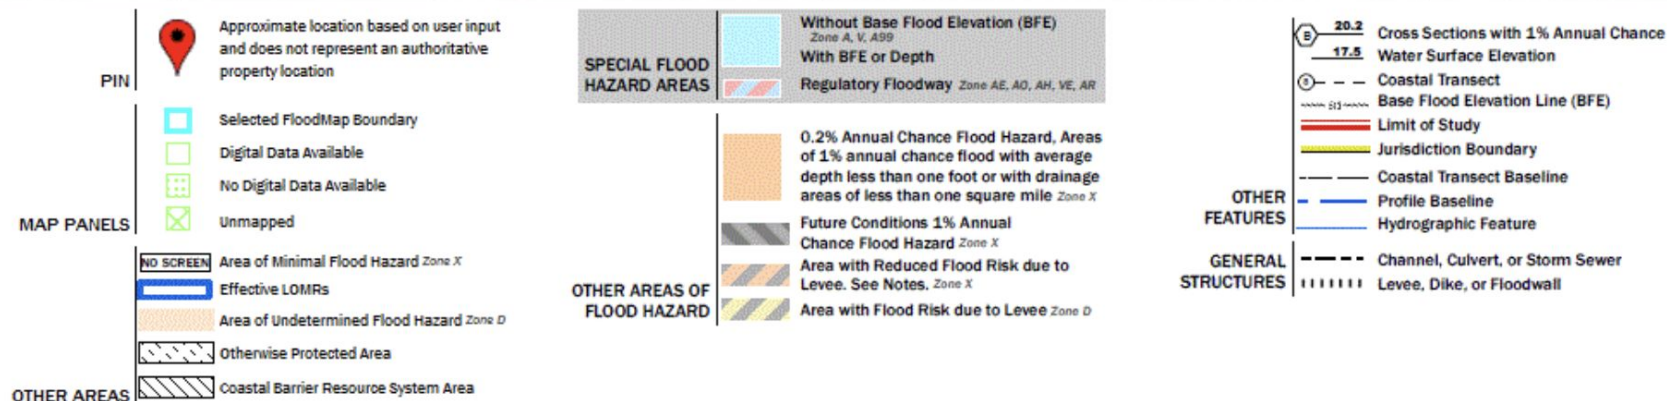 Approximate location based on user input
and does not represent an authoritative
property location
PIN
Selected FloodMap Boundary
Digital Data Available
No Digital Data Available
Unmapped
MAP PANELS
NO SCREEN Area of Minimal Flood Hazard Zone X
Effective LOMRs
Area of Undetermined Flood Hazard Zone D
Otherwise Protected Area
Coastal Barrier Resource System Area
OTHER AREAS
Without Base Flood Elevation (BFE)
Zone A, V, A99
With BFE or Depth
Regulatory Floodway Zone AE, AO, AH, VE, AR
SPECIAL FLOOD
HAZARD AREAS
0.2% Annual Chance Flood Hazard, Areas
of 1% annual chance flood with average
depth less than one foot or with drainage
areas of less than one square mile Zone X
Future Conditions 1% Annual
Chance Flood Hazard Zone X
Area with Reduced Flood Risk due to
Levee. See Notes. Zone X
Area with Flood Risk due to Levee Zone D
OTHER AREAS OF
FLOOD HAZARD
B 20.2 Cross Sections with 1% Annual Chance
17.5 Water Surface Elevation
Coastal Transect
Base Flood Elevation Line (BFE)
Limit of Study
Jurisdiction Boundary
Coastal Transect Baseline
Profile Baseline
Hydrographic Feature
OTHER
FEATURES
Channel, Culvert, or Storm Sewer
Levee, Dike, or Floodwall
GENERAL
STRUCTURES